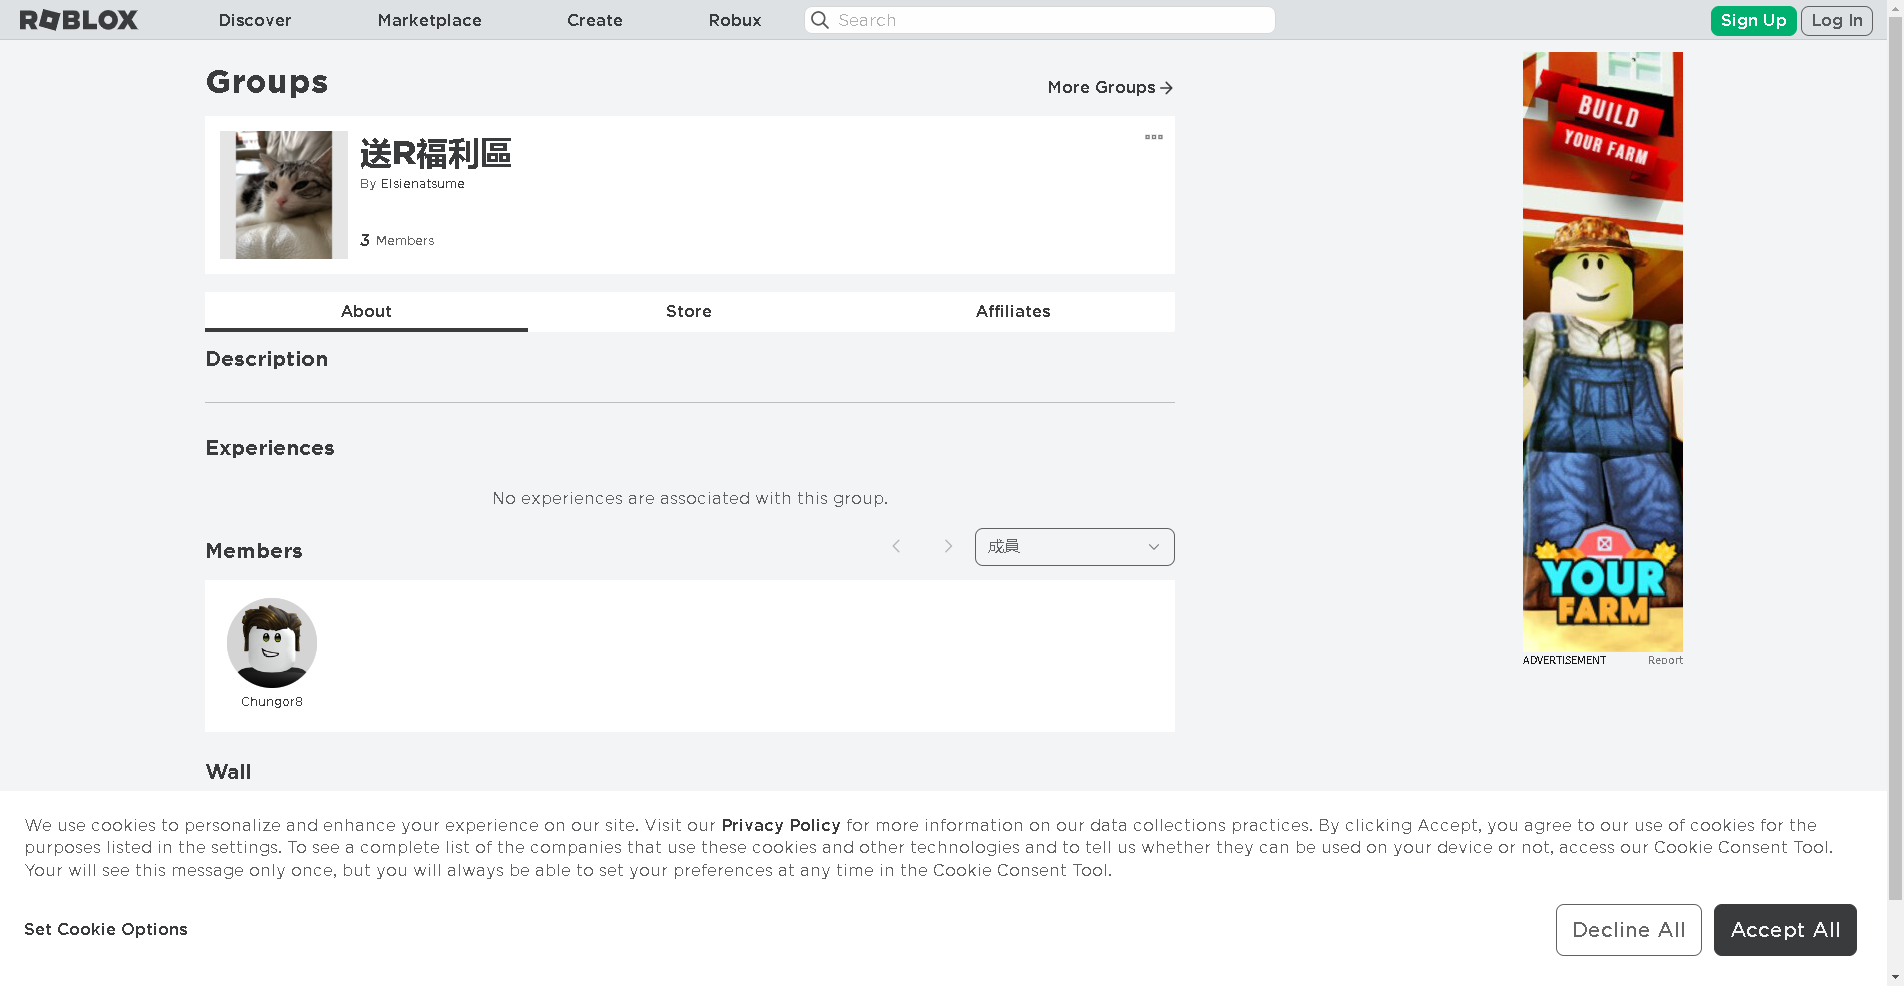 ROBLOX
Discover
Marketplace
Create
Robux
Search
Sign Up
Log In
Groups
More Groups
送R福利區
By Elsienatsume
3 Members
About
Store
Affiliates
Description
Experiences
No experiences are associated with this group.
Members
成員
Chungor8
Wall
BUILD
YOUR FARM
YOUR
FARM
ADVERTISEMENT
Report
We use cookies to personalize and enhance your experience on our site. Visit our Privacy Policy for more information on our data collections practices. By clicking Accept, you agree to our use of cookies for the
purposes listed in the settings. To see a complete list of the companies that use these cookies and other technologies and to tell us whether they can be used on your device or not, access our Cookie Consent Tool.
Your will see this message only once, but you will always be able to set your preferences at any time in the Cookie Consent Tool.
Set Cookie Options
Decline All
Accept All